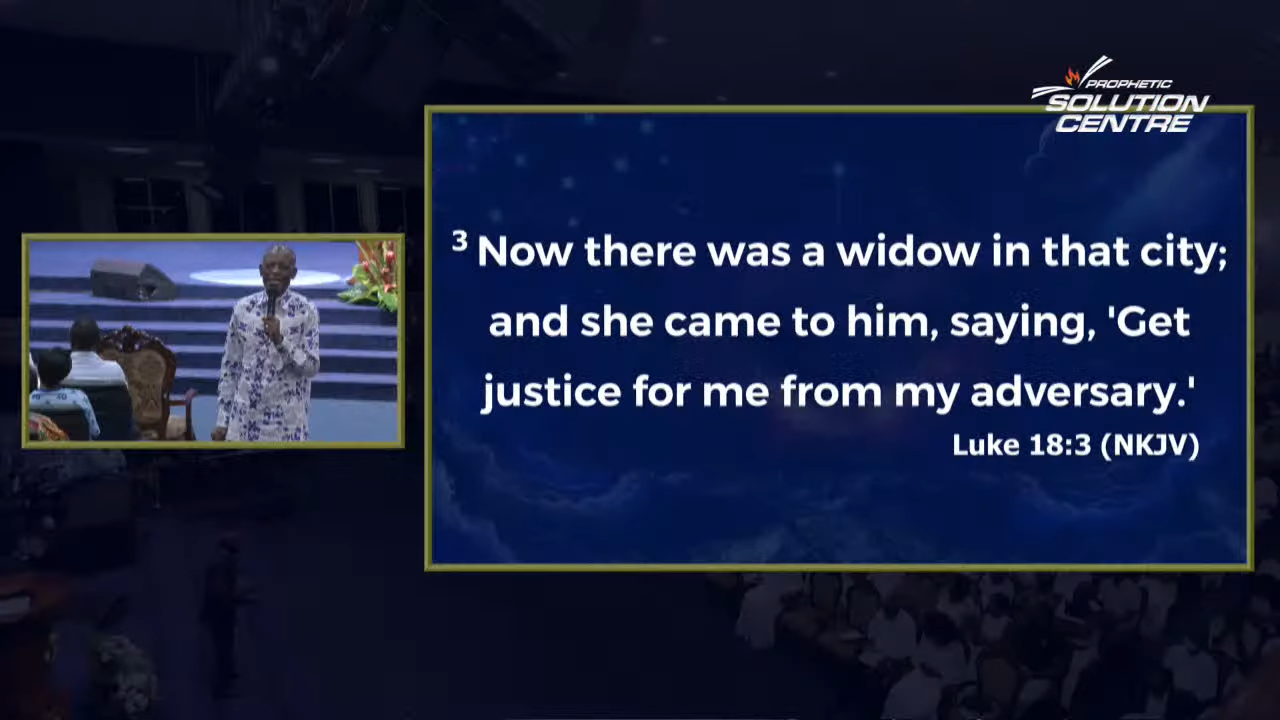 PROPHETIC
SOLUTION
CENTRE
3 Now there was a widow in that city;
and she came to him, saying, 'Get
justice for me from my adversary.'
Luke 18:3 (NKJV)